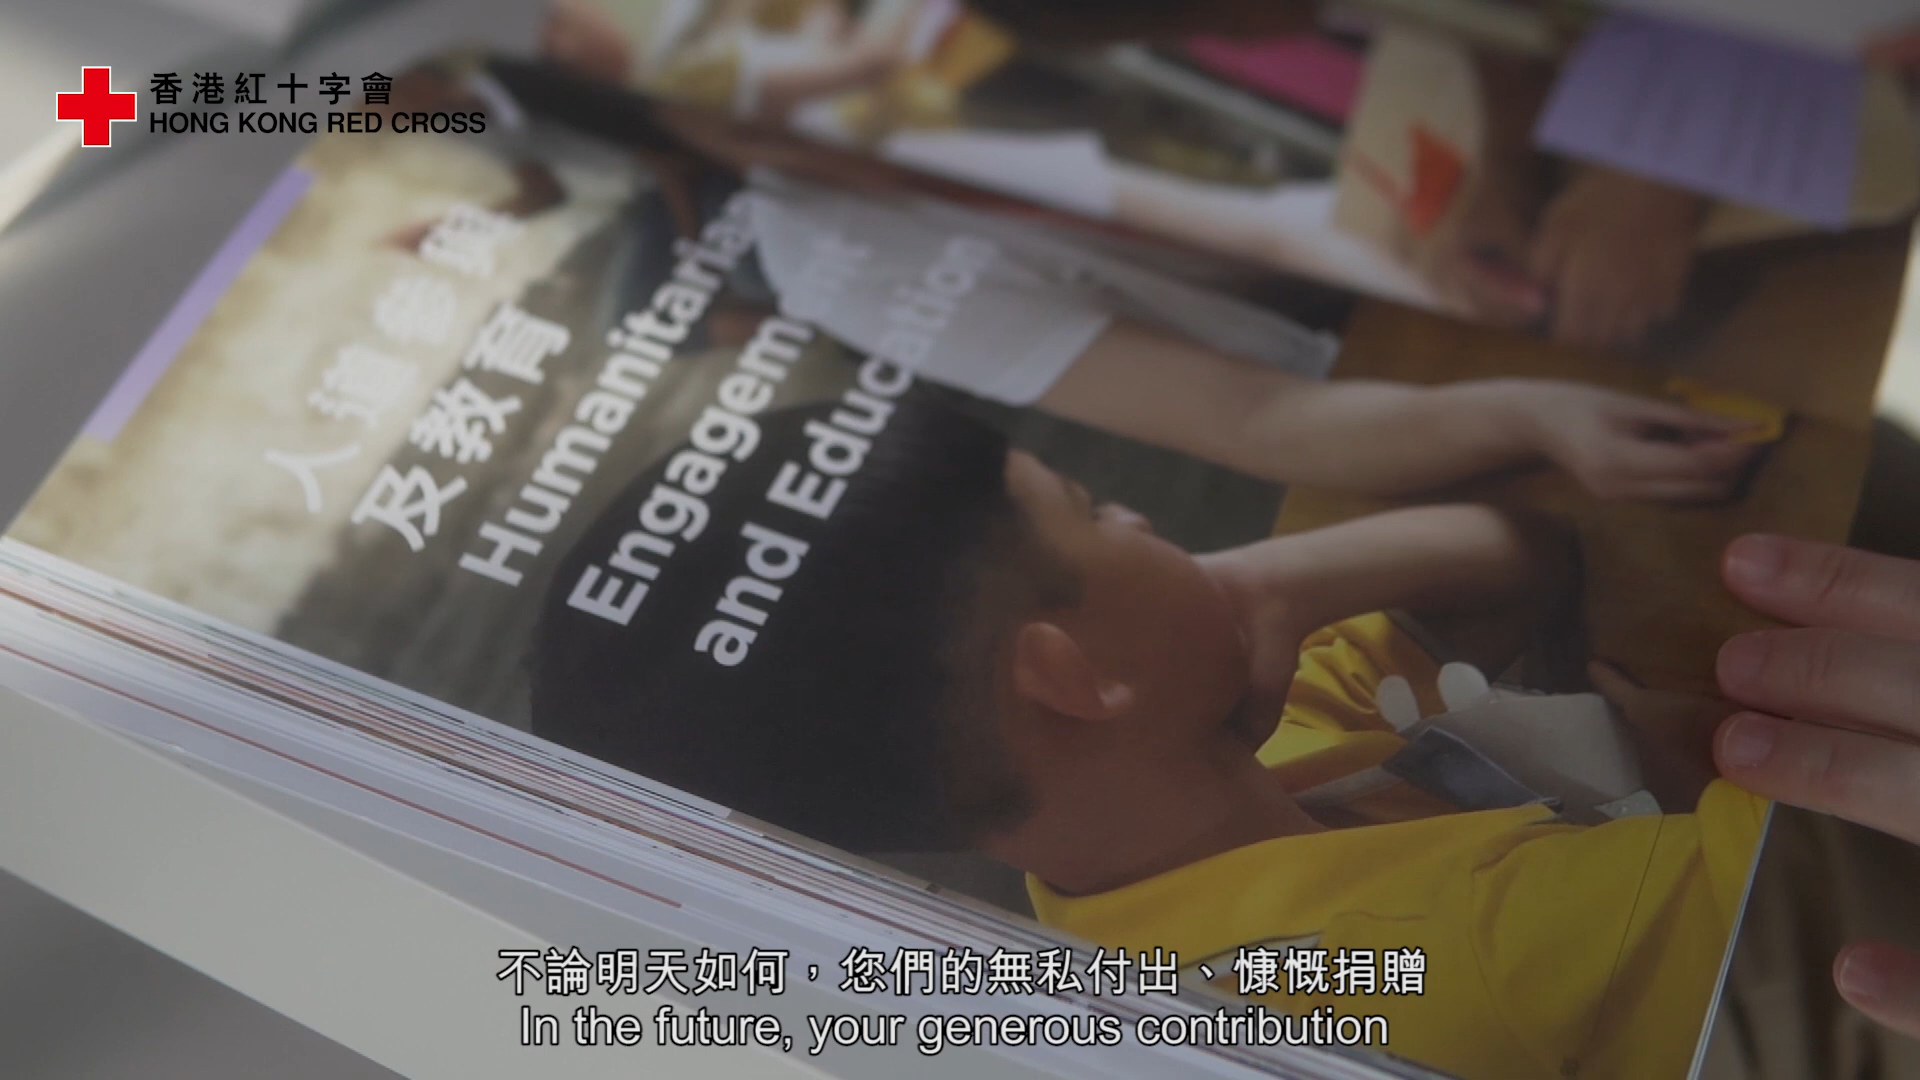 香港紅十字會
HONG KONG RED CROSS
人道參與
及教育
Humanitarian
Engagement
and Education
不論明天如何，您們的無私付出、慷慨捐贈
In the future, your generous contribution